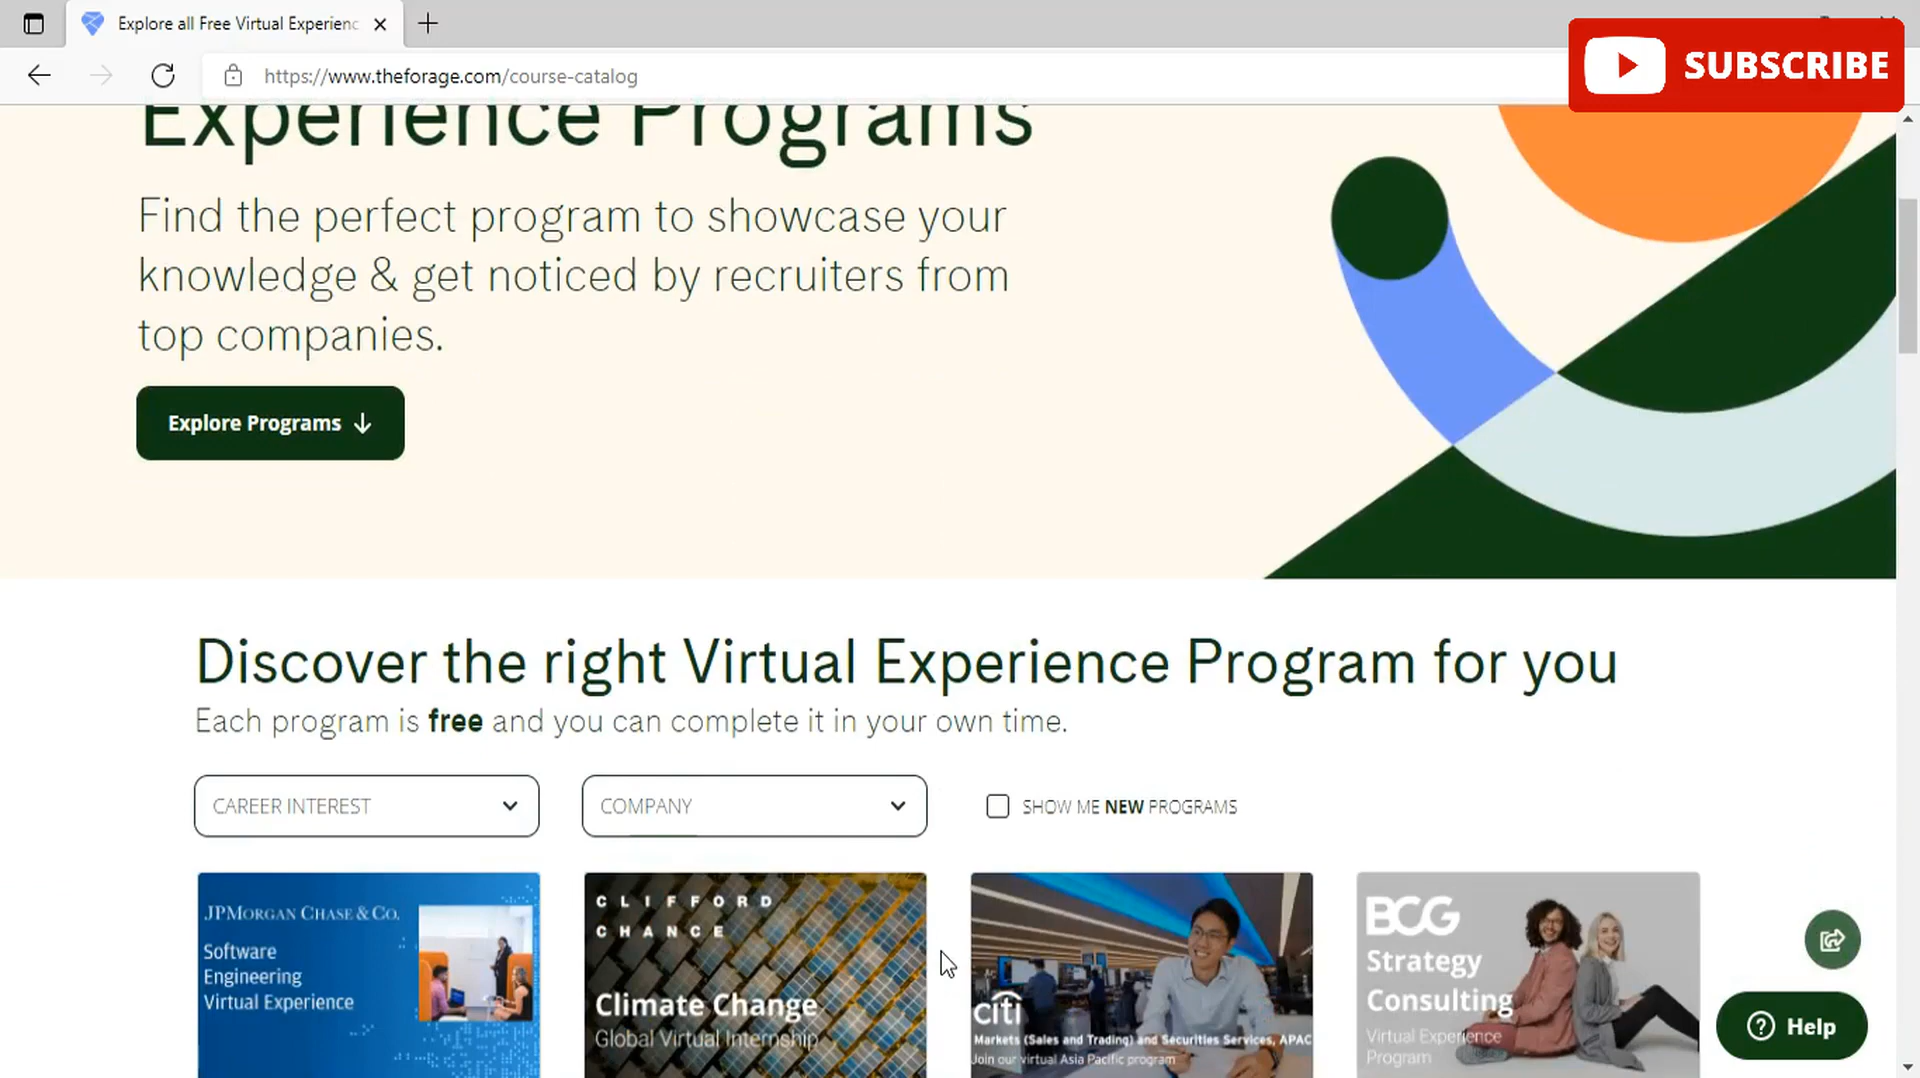 Explore all Free Virtual Experienc
SUBSCRIBE
https://www.theforage.com/course-catalog
Experience Programs
Find the perfect program to showcase your
knowledge & get noticed by recruiters from
top companies.
Explore Programs
Discover the right Virtual Experience Program for you
Each program is free and you can complete it in your own time.
CAREER INTEREST
COMPANY
SHOW ME NEW PROGRAMS
JPMORGAN CHASE & CO.
Software
Engineering
Virtual Experience
CLIFFORD
CHANCE
Climate Change
Global Virtual Internship
citi
Markets (Sales and Trading) and Securities Services, APAC
Join our virtual Asia Pacific program
BCG
Strategy
Consulting
Virtual Experience
Program
Help